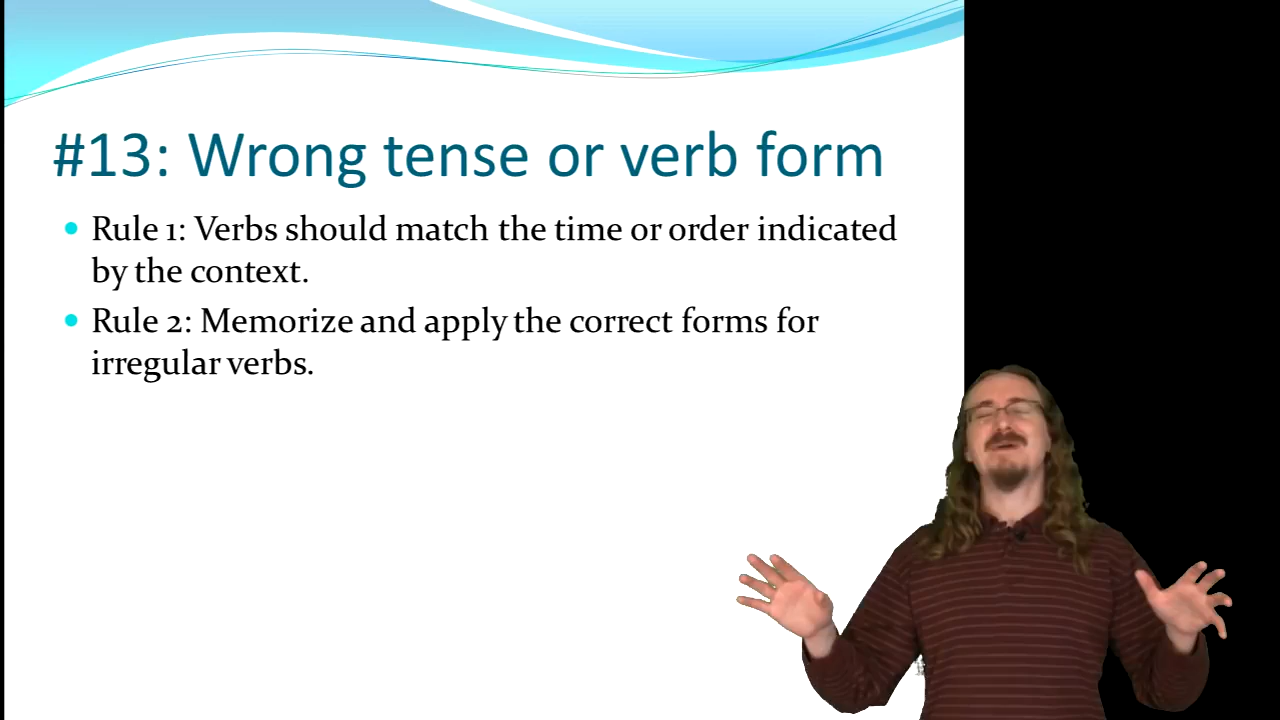 #13: Wrong tense or verb form
• Rule 1: Verbs should match the time or order indicated
by the context.
• Rule 2: Memorize and apply the correct forms for
irregular verbs.